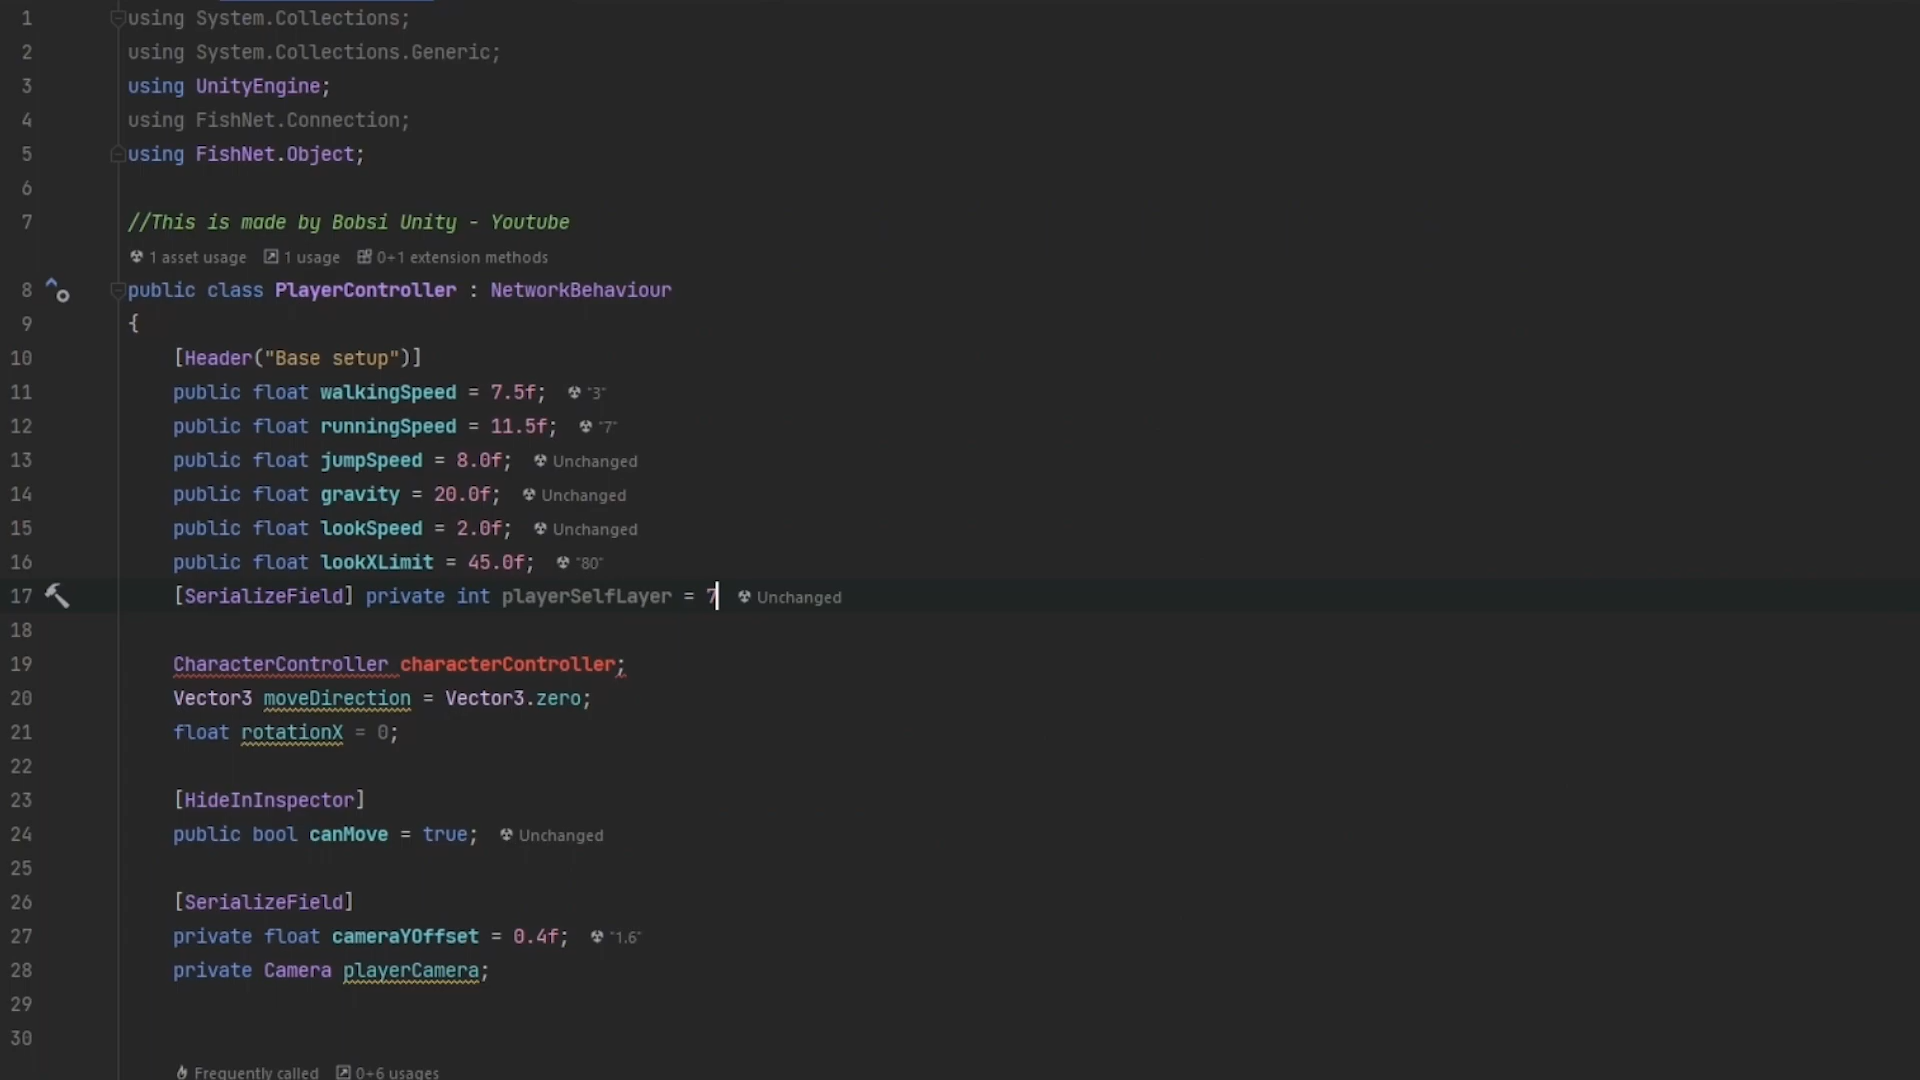 1 using System.Collections;
2 using System.Collections.Generic;
3 using UnityEngine;
4 using FishNet.Connection;
5 using FishNet.Object;
6
7 //This is made by Bobsi Unity - Youtube
1 asset usage 1 usage 0+1 extension methods
8 public class PlayerController : NetworkBehaviour
9 {
10 [Header("Base setup")]
11 public float walkingSpeed = 7.5f; "3"
12 public float runningSpeed = 11.5f; "7"
13 public float jumpSpeed = 8.0f; Unchanged
14 public float gravity = 20.0f; Unchanged
15 public float lookSpeed = 2.0f; Unchanged
16 public float lookXLimit = 45.0f; "80"
17 [SerializeField] private int playerSelfLayer = 7 Unchanged
18
19 CharacterController characterController;
20 Vector3 moveDirection = Vector3.zero;
21 float rotationX = 0;
22
23 [HideInInspector]
24 public bool canMove = true; Unchanged
25
26 [SerializeField]
27 private float cameraYOffset = 0.4f; "1.6"
28 private Camera playerCamera;
29
30
Frequently called 0+6 usages